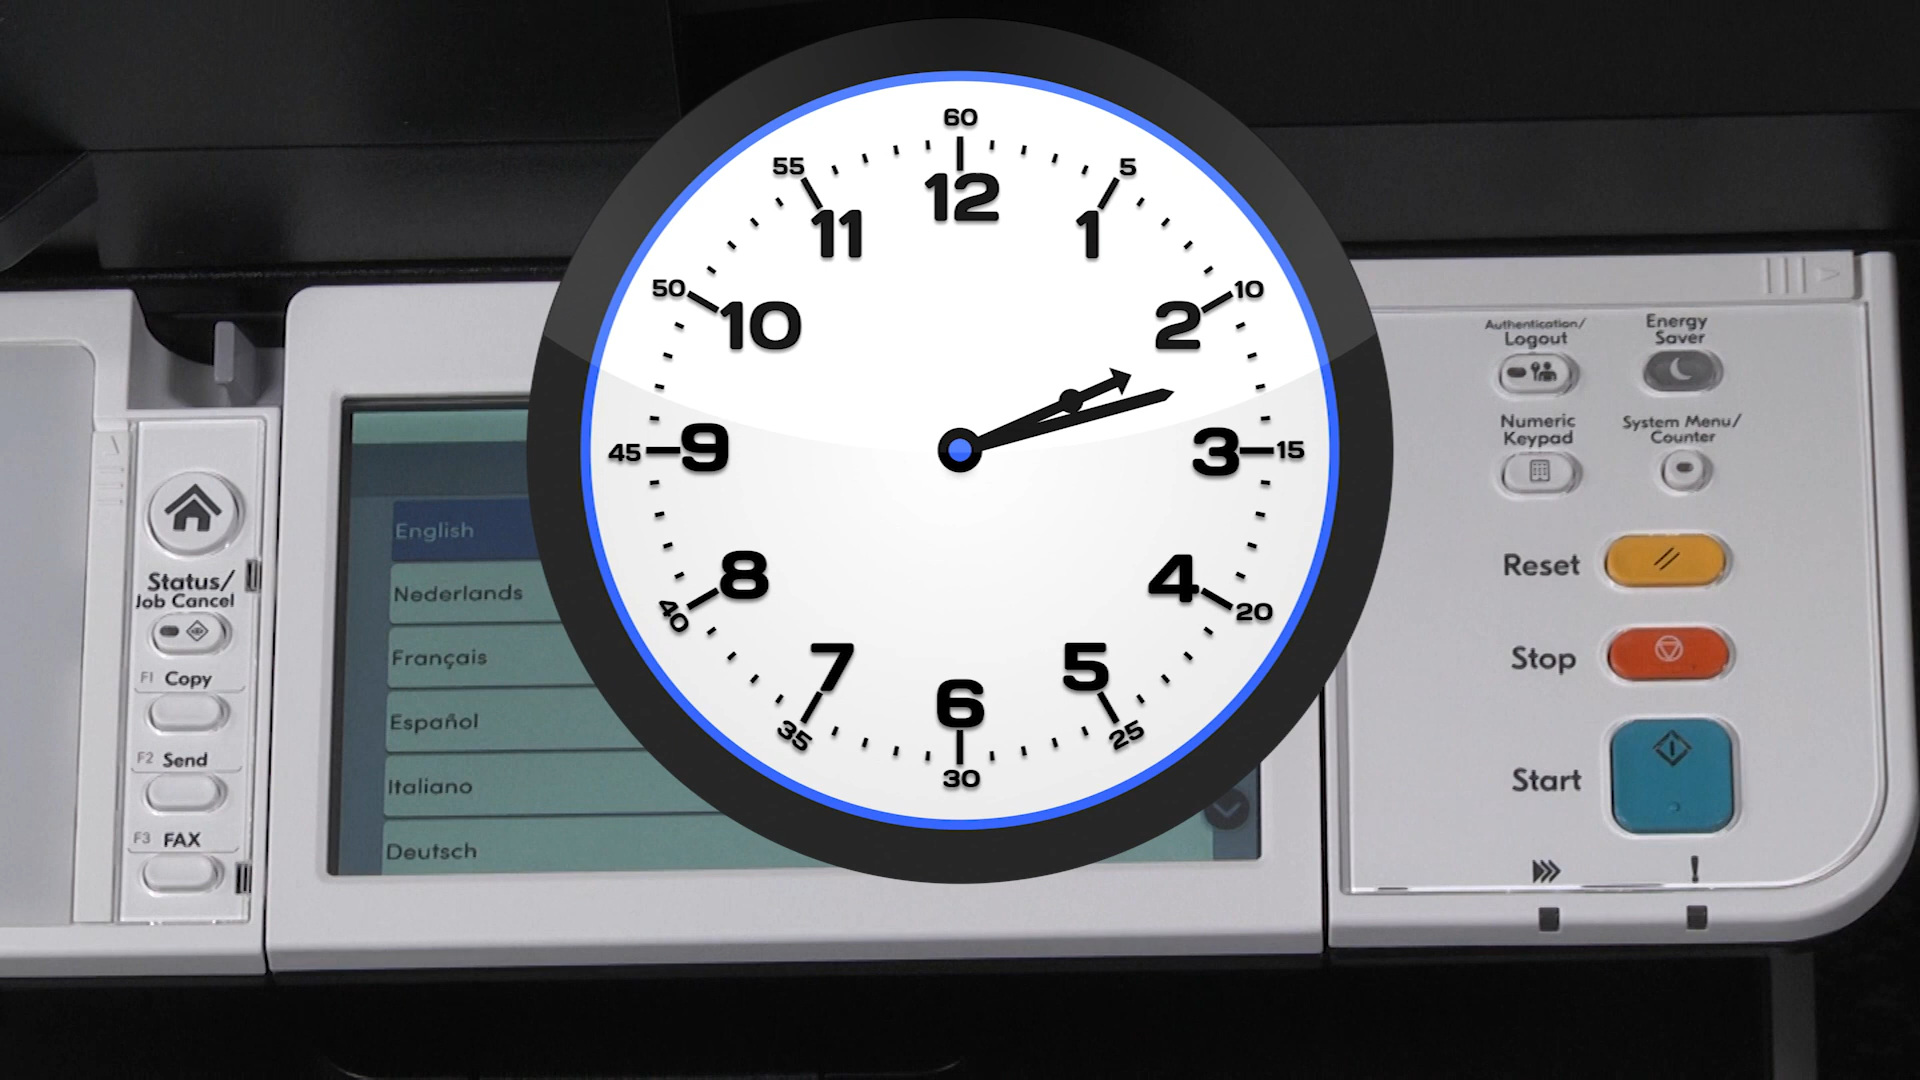 60
55
5
12
11
1
50
10
10
2
45
9
3
15
8
4
40
20
7
5
6
35
25
30
English
Nederlands
Français
Español
Italiano
Deutsch
Status/
Job Cancel
F1 Copy
F2 Send
F3 FAX
Authentication/
Logout
Energy
Saver
Numeric
Keypad
System Menu/
Counter
Reset
Stop
Start